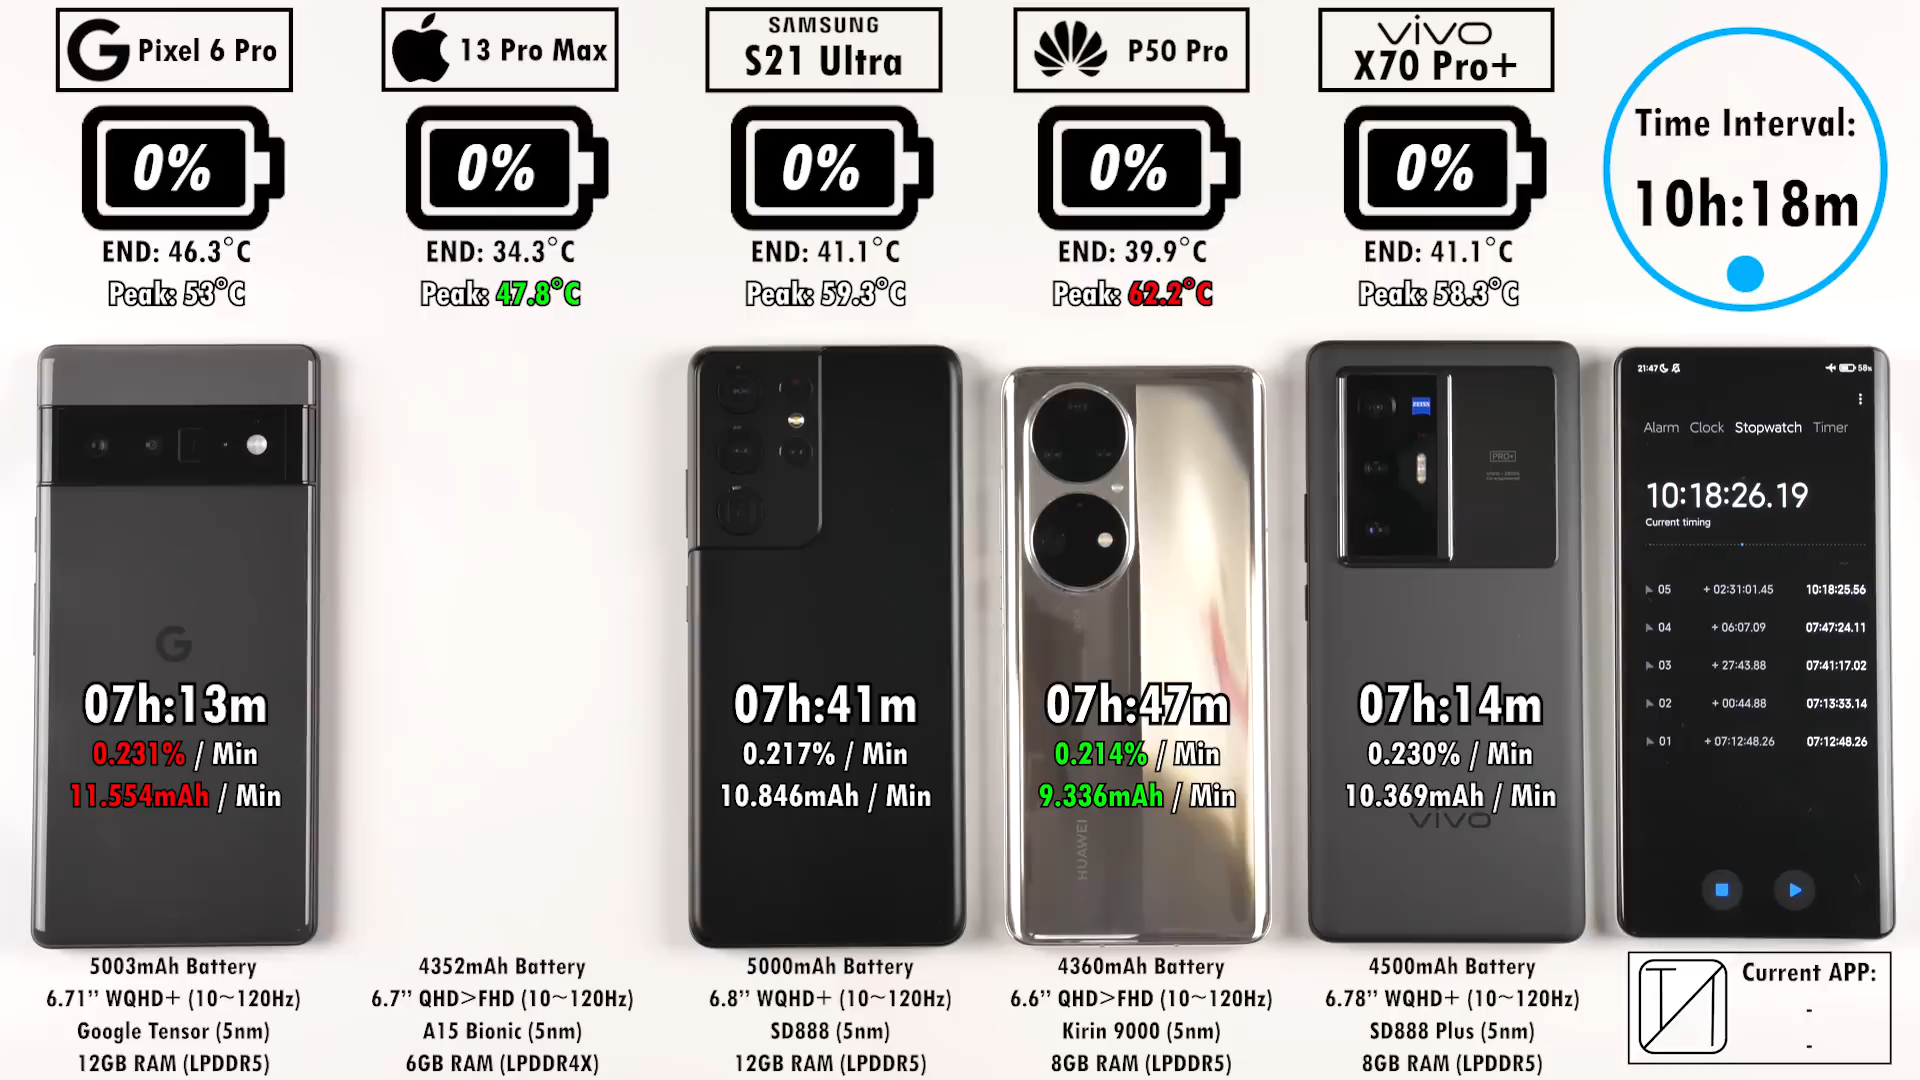 Pixel 6 Pro
13 Pro Max
SAMSUNG
S21 Ultra
P50 Pro
vivo
X70 Pro+
0%
0%
0%
0%
0%
END: 46.3°C
END: 34.3°C
END: 41.1°C
END: 39.9°C
END: 41.1°C
Peak: 53°C
Peak: 47.8°C
Peak: 59.3°C
Peak: 62.2°C
Peak: 58.3°C
Time Interval:
10h:18m
ZEISS
PRO+
21:47
58%
Alarm Clock Stopwatch Timer
10:18:26.19
Current timing
05 + 02:31:01.45 10:18:25.56
04 + 06:07.09 07:47:24.11
03 + 27:43.88 07:41:17.02
02 + 00:44.88 07:13:33.14
01 + 07:12:48.26 07:12:48.26
G
07h:13m
0.231% / Min
11.554mAh / Min
07h:41m
0.217% / Min
10.846mAh / Min
07h:47m
0.214% / Min
9.336mAh / Min
HUAWEI
07h:14m
0.230% / Min
10.369mAh / Min
vivo
5003mAh Battery
6.71’’ WQHD+ (10~120Hz)
Google Tensor (5nm)
12GB RAM (LPDDR5)
4352mAh Battery
6.7’’ QHD>FHD (10~120Hz)
A15 Bionic (5nm)
6GB RAM (LPDDR4X)
5000mAh Battery
6.8’’ WQHD+ (10~120Hz)
SD888 (5nm)
12GB RAM (LPDDR5)
4360mAh Battery
6.6’’ QHD>FHD (10~120Hz)
Kirin 9000 (5nm)
8GB RAM (LPDDR5)
4500mAh Battery
6.78’’ WQHD+ (10~120Hz)
SD888 Plus (5nm)
8GB RAM (LPDDR5)
Current APP:
-
-